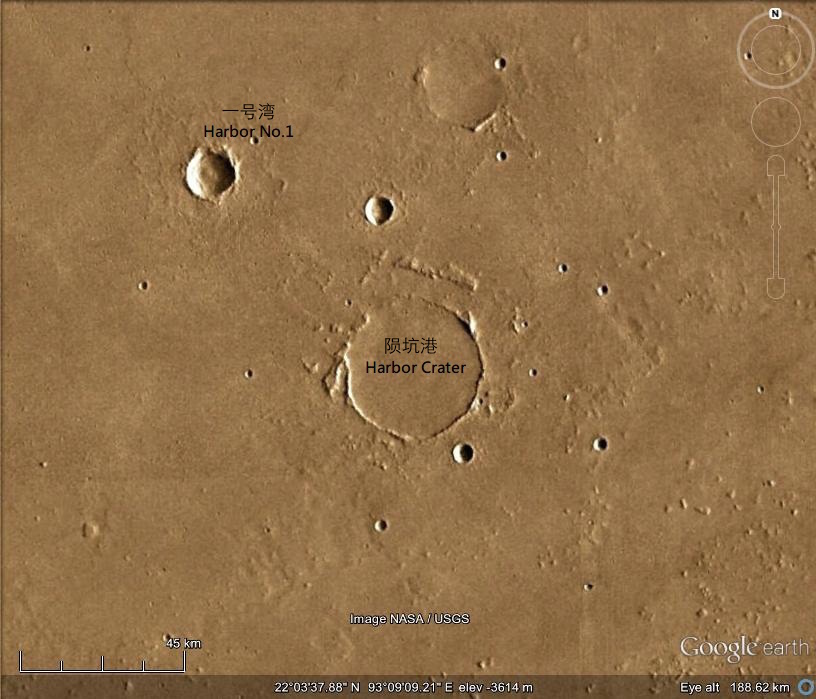 N
一号湾
Harbor No.1
陨坑港
Harbor Crater
Image NASA / USGS
45 km
Google earth
22°03'37.88" N 93°09'09.21" E elev -3614 m
Eye alt 188.62 km